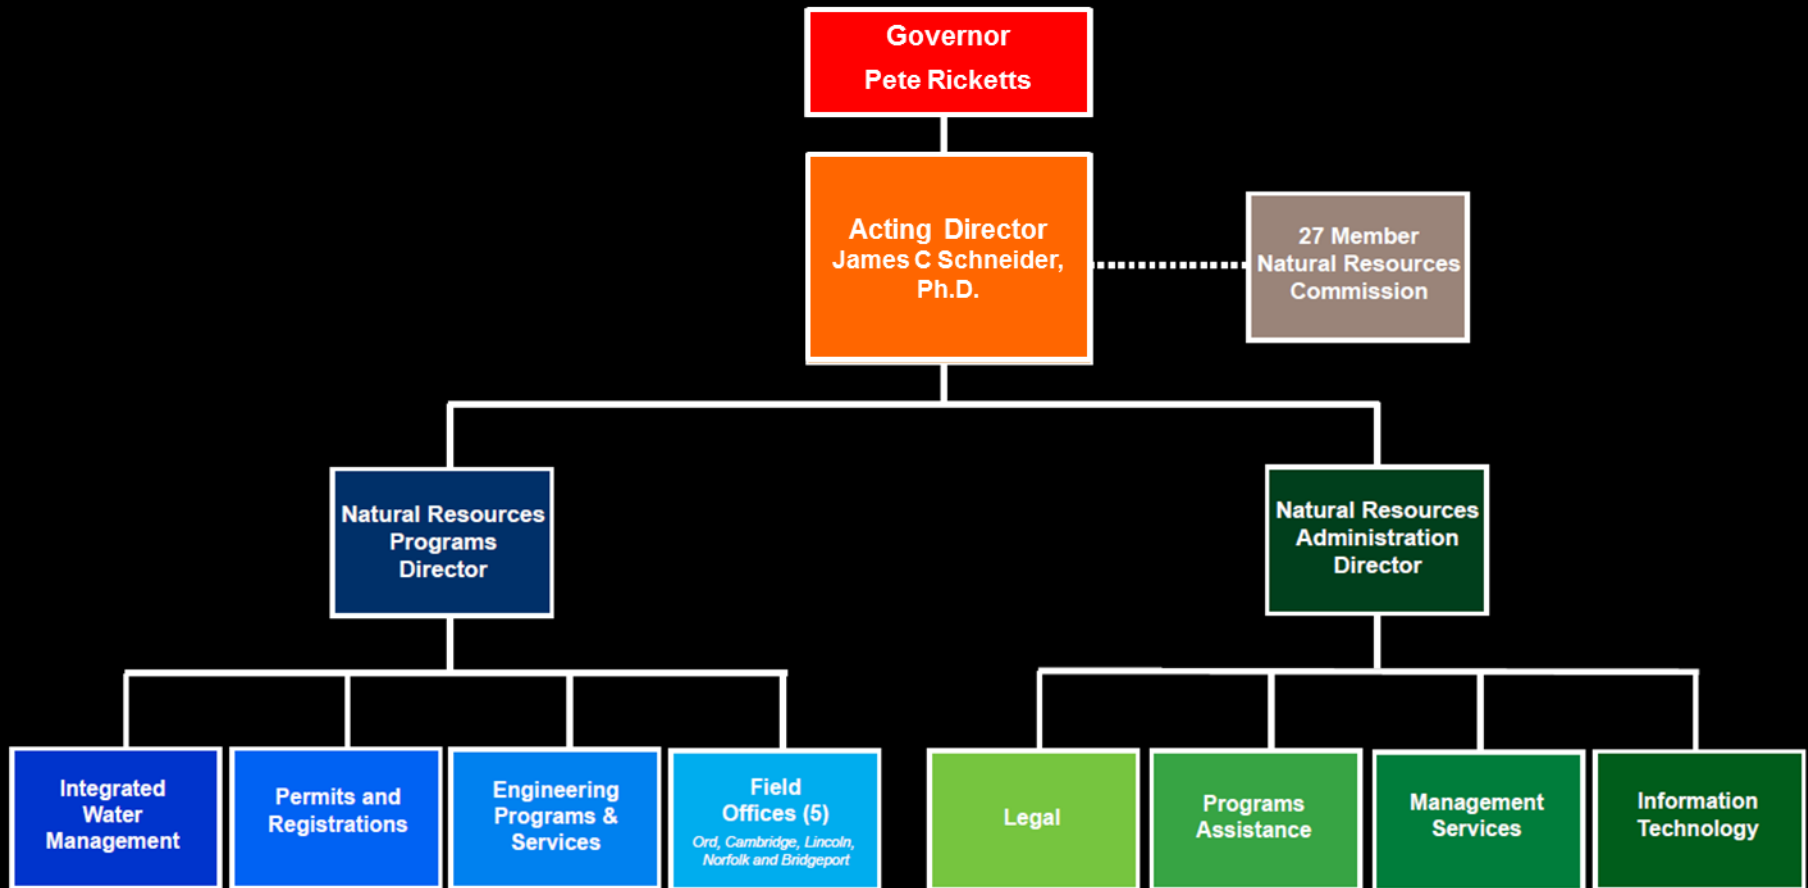 Governor
Pete Ricketts
Acting Director
James C Schneider,
Ph.D.
27 Member
Natural Resources
Commission
Natural Resources
Programs
Director
Natural Resources
Administration
Director
Integrated
Water
Management
Permits and
Registrations
Engineering
Programs &
Services
Field
Offices (5)
Ord, Cambridge, Lincoln,
Norfolk and Bridgeport
Legal
Programs
Assistance
Management
Services
Information
Technology